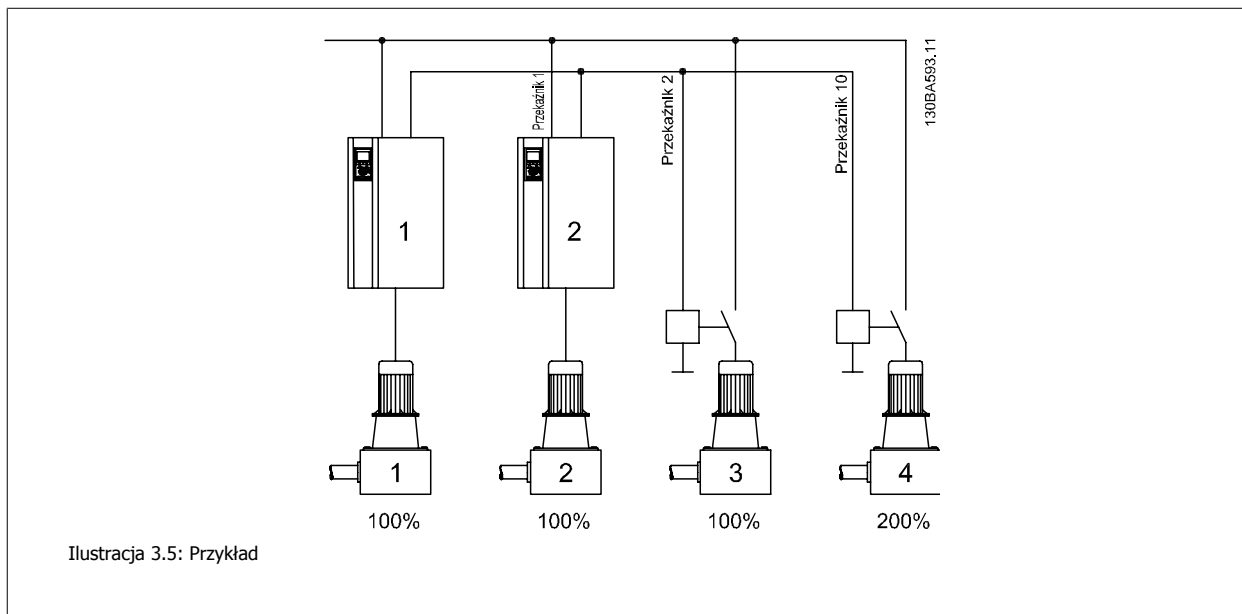 130BA593.11
Przekaźnik 1
Przekaźnik 2
Przekaźnik 10
1
2
1
2
3
4
100%
100%
100%
200%
Ilustracja 3.5: Przykład